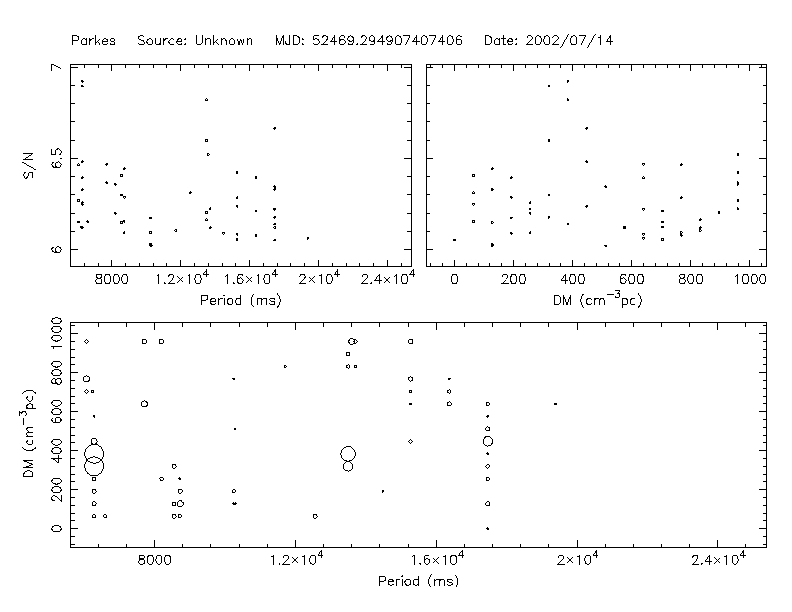 Parkes Source: Unknown MJD: 52469.294907407406 Date: 2002/07/14
7
6.5
6
S/N
8000 1.2×10⁴ 1.6×10⁴ 2×10⁴ 2.4×10⁴
Period (ms)
0 200 400 600 800 1000
DM (cm⁻³pc)
1000
800
600
400
200
0
DM (cm⁻³pc)
8000 1.2×10⁴ 1.6×10⁴ 2×10⁴ 2.4×10⁴
Period (ms)